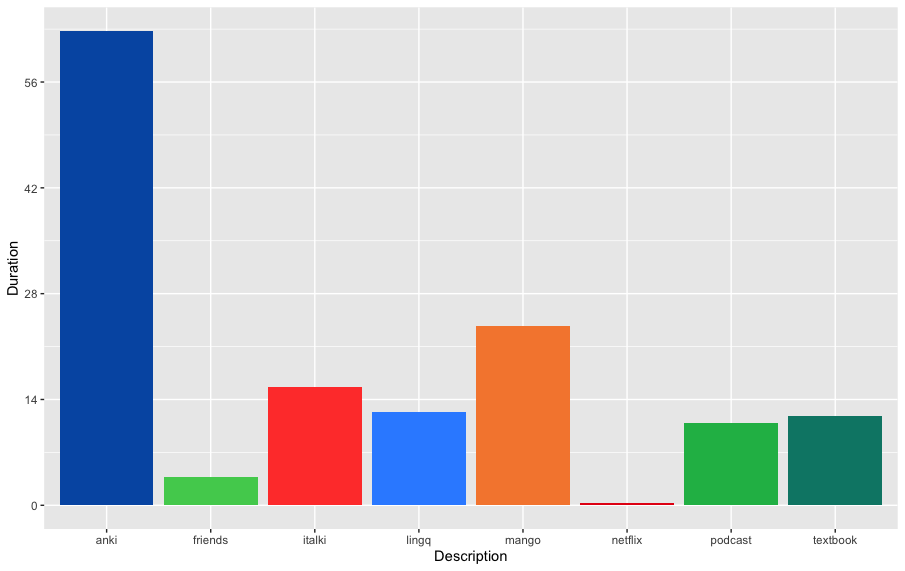 Duration
56
42
28
14
0
anki friends italki lingq mango netflix podcast textbook
Description